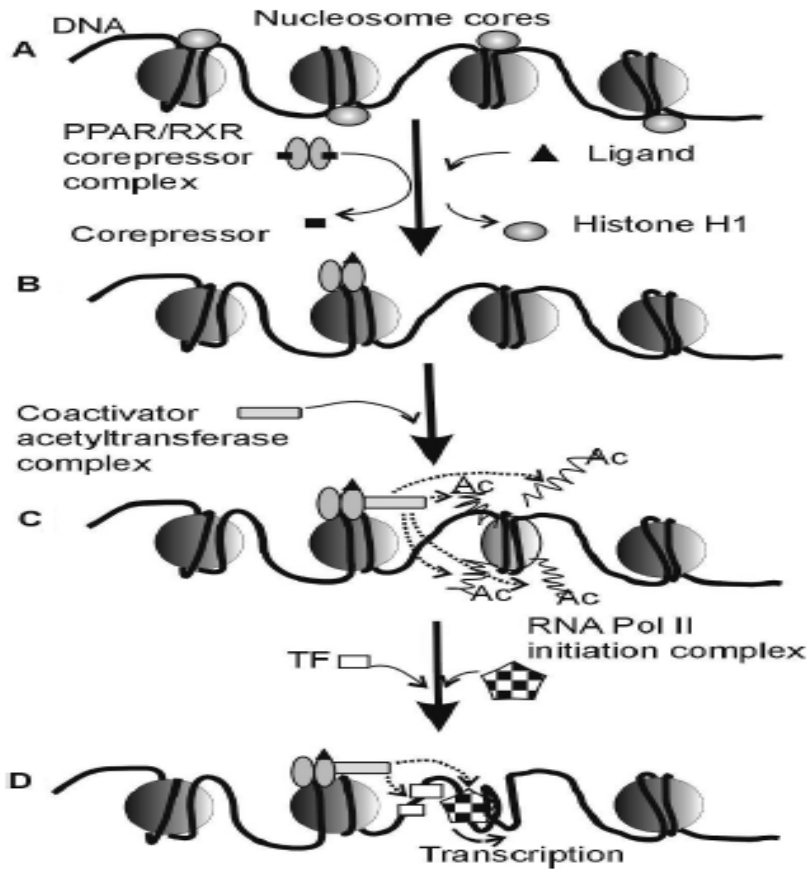 DNA
Nucleosome cores
A
PPAR/RXR
corepressor
complex
Ligand
Corepressor
Histone H1
B
Coactivator
acetyltransferase
complex
Ac
Ac
C
Ac
Ac
RNA Pol II
initiation complex
TF
D
Transcription